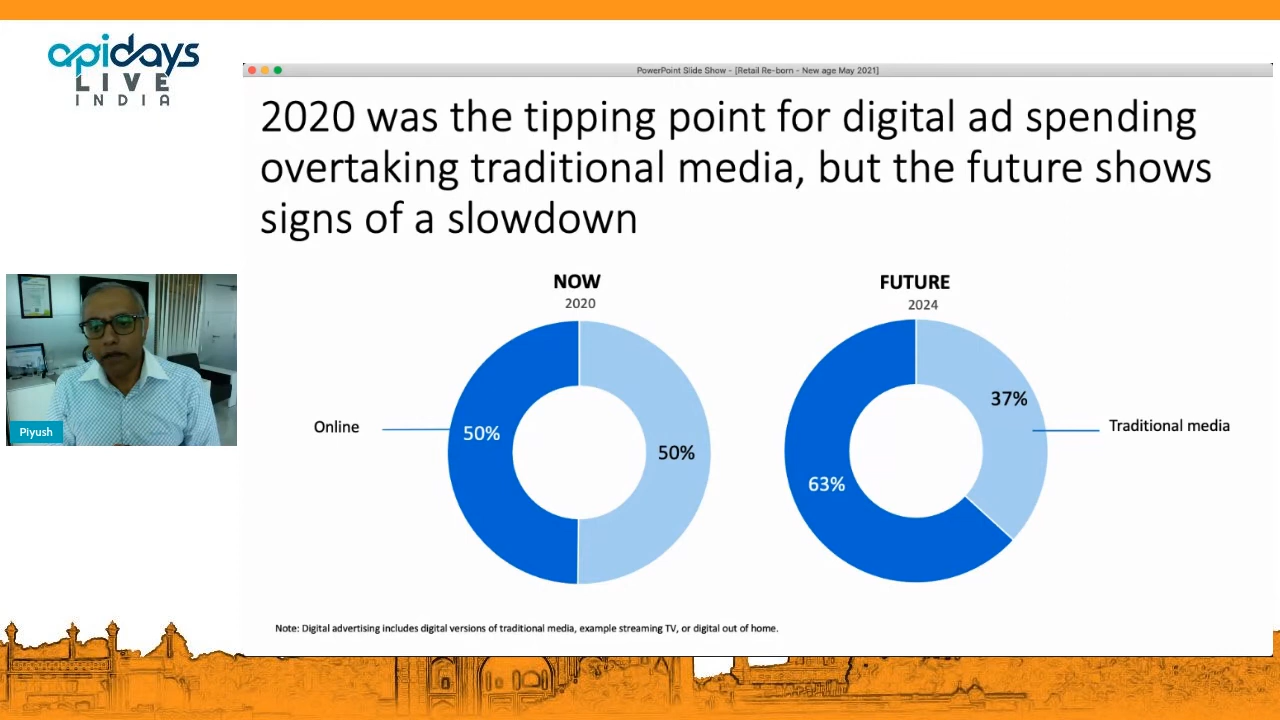 apidays
LIVE
INDIA
PowerPoint Slide Show - [Retail Re-born - New age May 2021]
2020 was the tipping point for digital ad spending
overtaking traditional media, but the future shows
signs of a slowdown
NOW
2020
FUTURE
2024
Online
50%
50%
63%
37%
Traditional media
Piyush
Note: Digital advertising includes digital versions of traditional media, example streaming TV, or digital out of home.